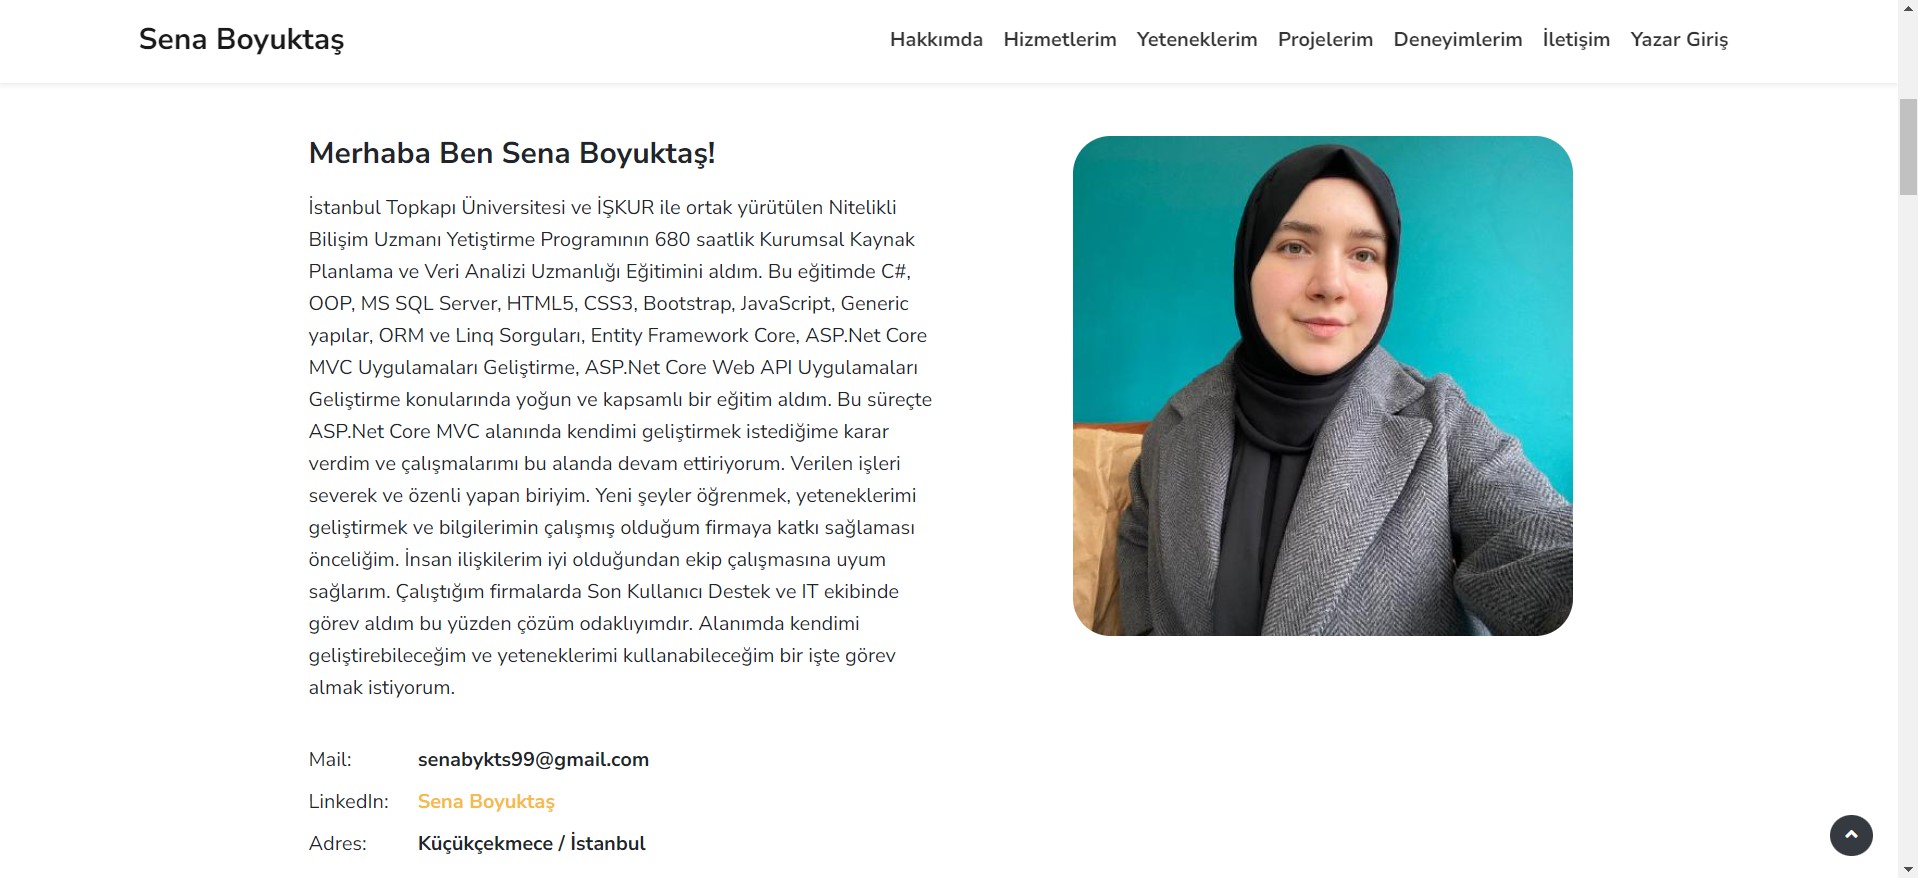 Sena Boyuktaş
Hakkımda Hizmetlerim Yeteneklerim Projelerim Deneyimlerim İletişim Yazar Giriş
Merhaba Ben Sena Boyuktaş!
İstanbul Topkapı Üniversitesi ve İŞKUR ile ortak yürütülen Nitelikli
Bilişim Uzmanı Yetiştirme Programının 680 saatlik Kurumsal Kaynak
Planlama ve Veri Analizi Uzmanlığı Eğitimini aldım. Bu eğitimde C#,
OOP, MS SQL Server, HTML5, CSS3, Bootstrap, JavaScript, Generic
yapılar, ORM ve Linq Sorguları, Entity Framework Core, ASP.Net Core
MVC Uygulamaları Geliştirme, ASP.Net Core Web API Uygulamaları
Geliştirme konularında yoğun ve kapsamlı bir eğitim aldım. Bu süreçte
ASP.Net Core MVC alanında kendimi geliştirmek istediğime karar
verdim ve çalışmalarımı bu alanda devam ettiriyorum. Verilen işleri
severek ve özenli yapan biriyim. Yeni şeyler öğrenmek, yeteneklerimi
geliştirmek ve bilgilerimin çalışmış olduğum firmaya katkı sağlaması
önceliğim. İnsan ilişkilerim iyi olduğundan ekip çalışmasına uyum
sağlarım. Çalıştığım firmalarda Son Kullanıcı Destek ve IT ekibinde
görev aldım bu yüzden çözüm odaklıyımdır. Alanımda kendimi
geliştirebileceğim ve yeteneklerimi kullanabileceğim bir işte görev
almak istiyorum.
Mail: senabykts99@gmail.com
LinkedIn: Sena Boyuktaş
Adres: Küçükçekmece / İstanbul